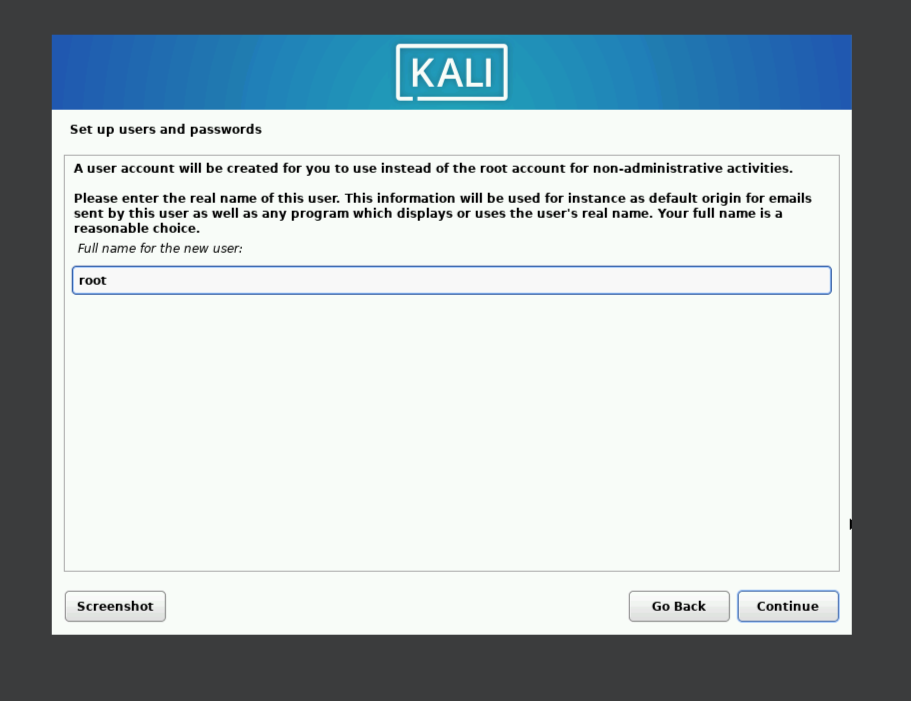 KALI
Set up users and passwords
A user account will be created for you to use instead of the root account for non-administrative activities.
Please enter the real name of this user. This information will be used for instance as default origin for emails
sent by this user as well as any program which displays or uses the user's real name. Your full name is a
reasonable choice.
Full name for the new user:
root
Screenshot
Go Back
Continue